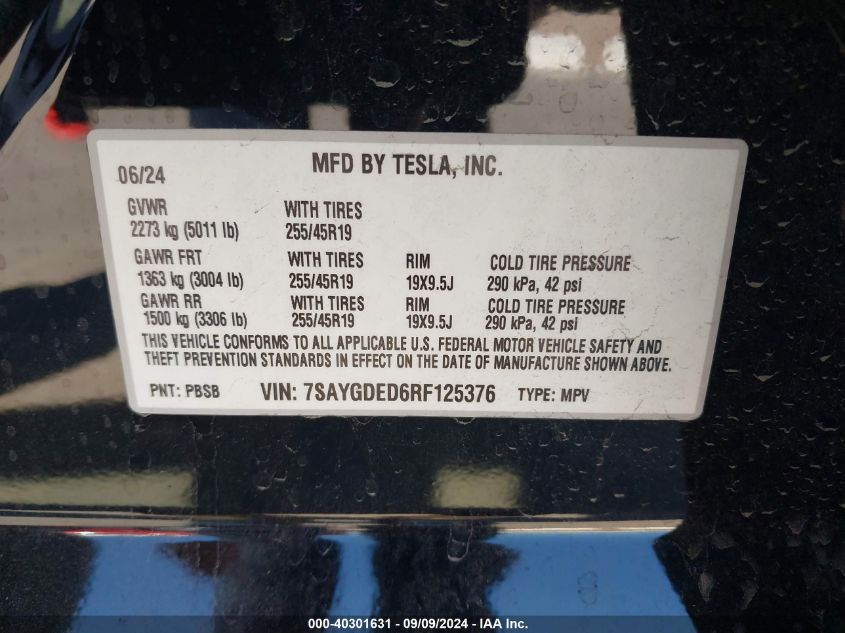 MFD BY TESLA, INC.
06/24
GVWR WITH TIRES
2273 kg (5011 lb) 255/45R19
GAWR FRT WITH TIRES RIM COLD TIRE PRESSURE
1363 kg (3004 lb) 255/45R19 19X9.5J 290 kPa, 42 psi
GAWR RR WITH TIRES RIM COLD TIRE PRESSURE
1500 kg (3306 lb) 255/45R19 19X9.5J 290 kPa, 42 psi
THIS VEHICLE CONFORMS TO ALL APPLICABLE U.S. FEDERAL MOTOR VEHICLE SAFETY AND
THEFT PREVENTION STANDARDS IN EFFECT ON THE DATE OF MANUFACTURE SHOWN ABOVE.
PNT: PBSB VIN: 7SAYGDED6RF125376 TYPE: MPV
000-40301631 - 09/09/2024 - IAA Inc.